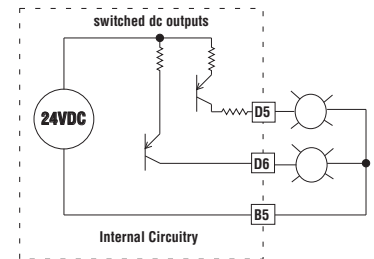 switched dc outputs
24VDC
D5
D6
B5
Internal Circuitry